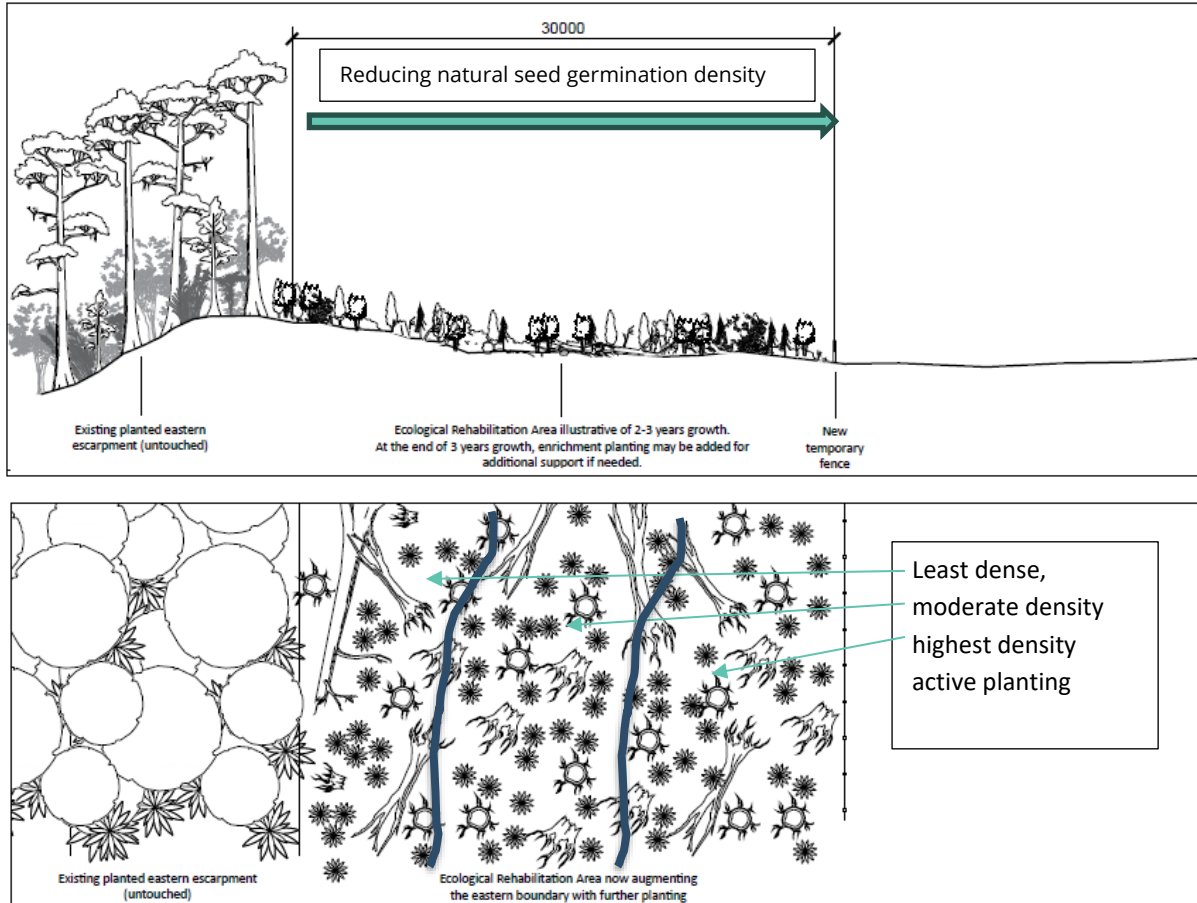 30000
Reducing natural seed germination density
Existing planted eastern
escarpment (untouched)
Ecological Rehabilitation Area illustrative of 2-3 years growth.
At the end of 3 years growth, enrichment planting may be added for
additional support if needed.
New
temporary
fence
Least dense,
moderate density
highest density
active planting
Existing planted eastern escarpment
(untouched)
Ecological Rehabilitation Area now augmenting
the eastern boundary with further planting